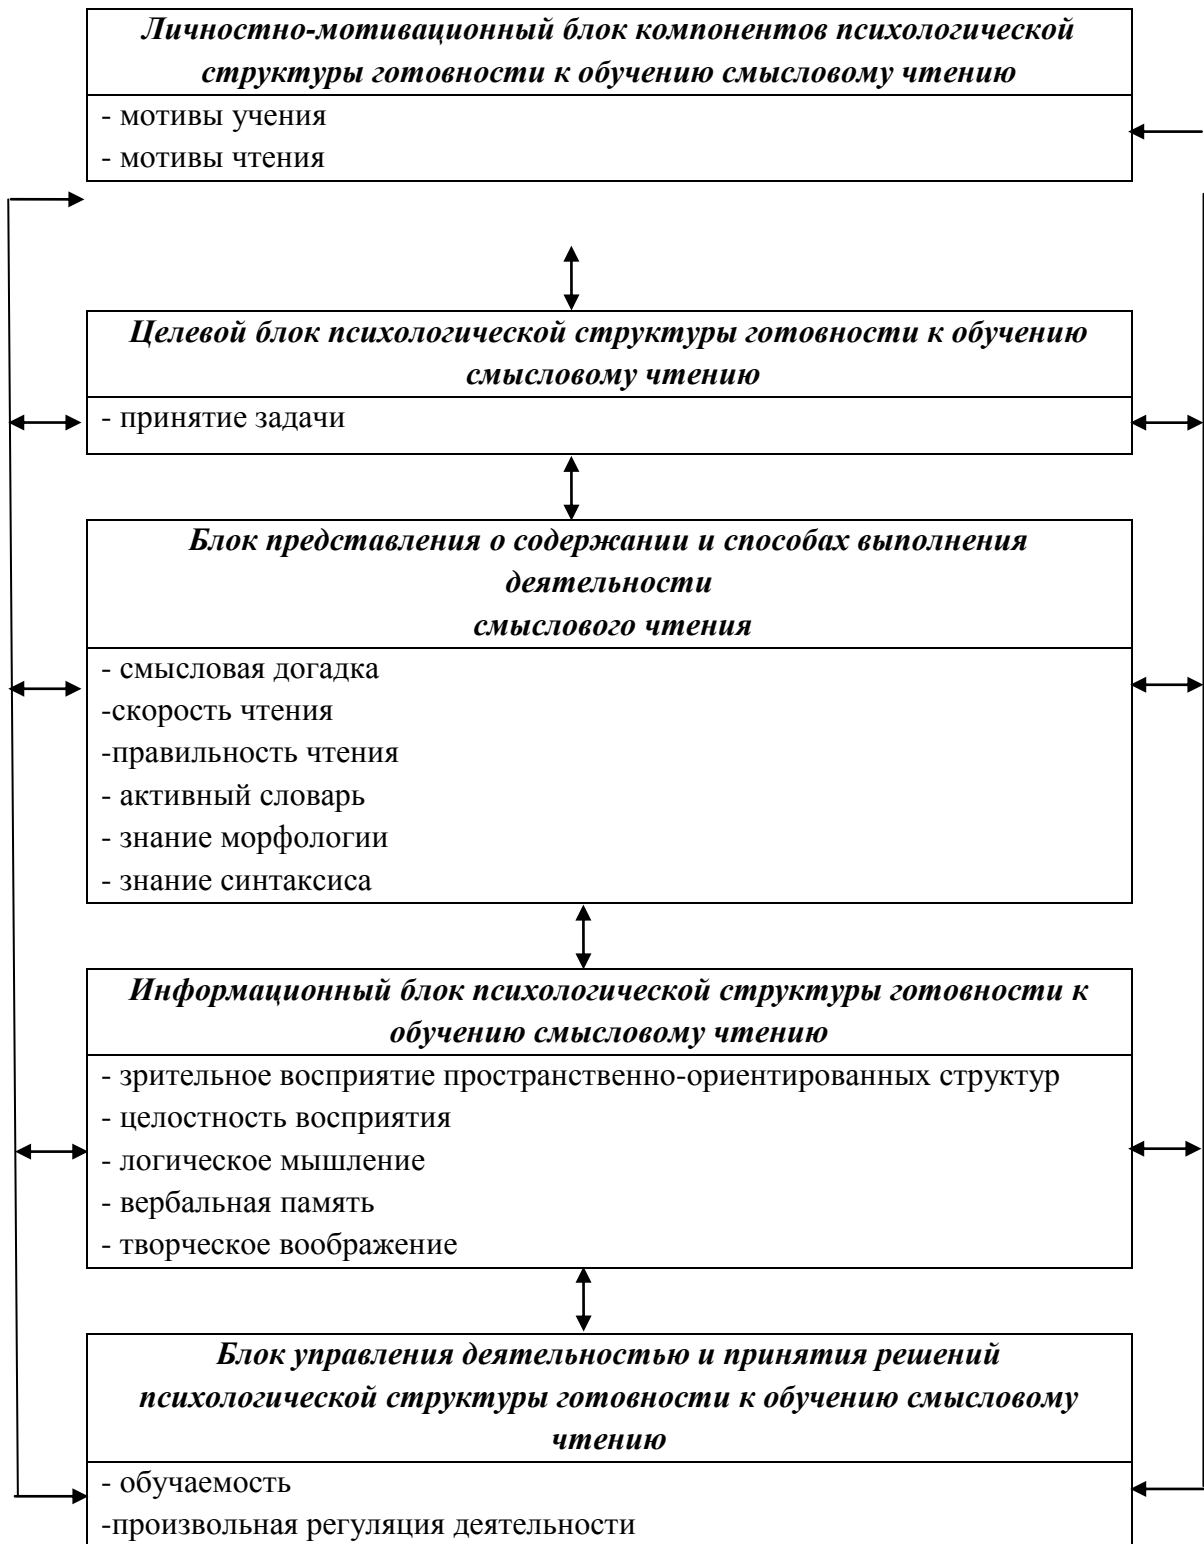 Личностно-мотивационный блок компонентов психологической
структуры готовности к обучению смысловому чтению
- мотивы учения
- мотивы чтения
Целевой блок психологической структуры готовности к обучению
смысловому чтению
- принятие задачи
Блок представления о содержании и способах выполнения
деятельности
смыслового чтения
- смысловая догадка
-скорость чтения
-правильность чтения
- активный словарь
- знание морфологии
- знание синтаксиса
Информационный блок психологической структуры готовности к
обучению смысловому чтению
- зрительное восприятие пространственно-ориентированных структур
- целостность восприятия
- логическое мышление
- вербальная память
- творческое воображение
Блок управления деятельностью и принятия решений
психологической структуры готовности к обучению смысловому
чтению
- обучаемость
-произвольная регуляция деятельности